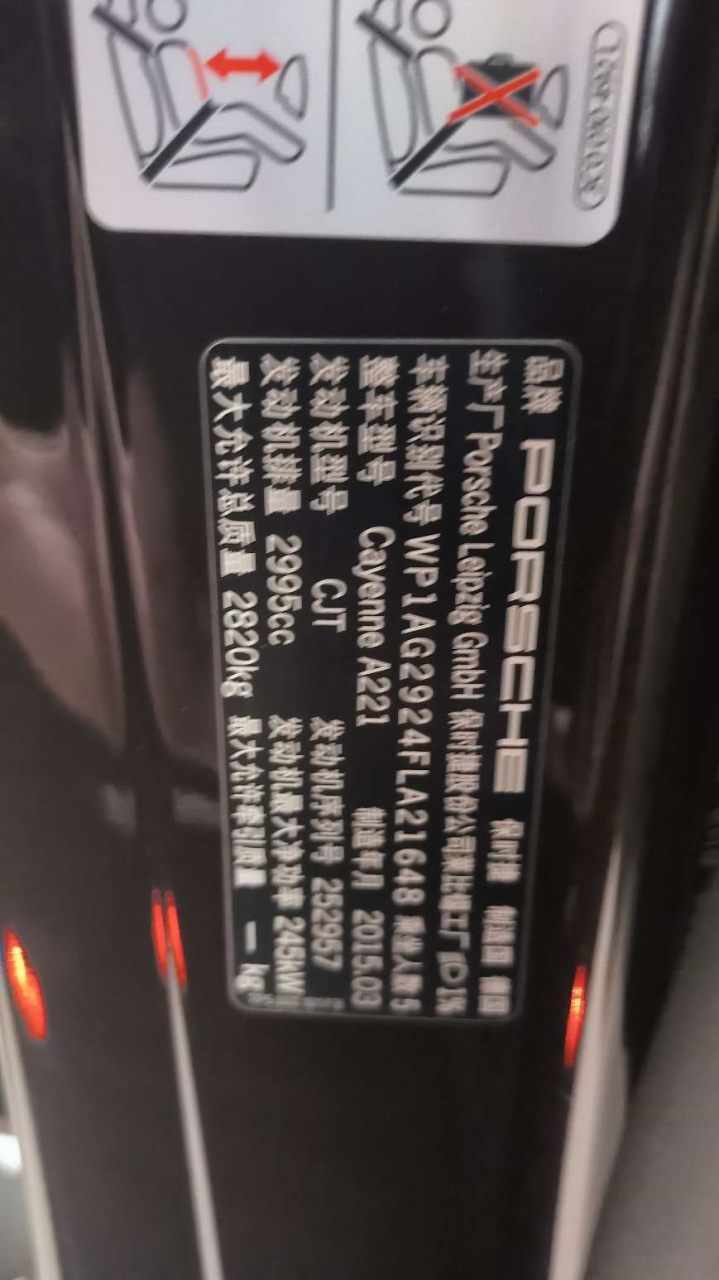 品牌 PORSCHE 保时捷 制造国 德国
生产厂 Porsche Leipzig GmbH 保时捷股份公司莱比锡工厂
车辆识别代号 WP1AG2924FLA21648 乘坐人数 5
整车型号 Cayenne A221 制造年月 2015.03
发动机型号 CJT 发动机序列号 252957
发动机排量 2995cc 发动机最大净功率 245kW
最大允许总质量 2820kg 最大允许牵引质量 — kg